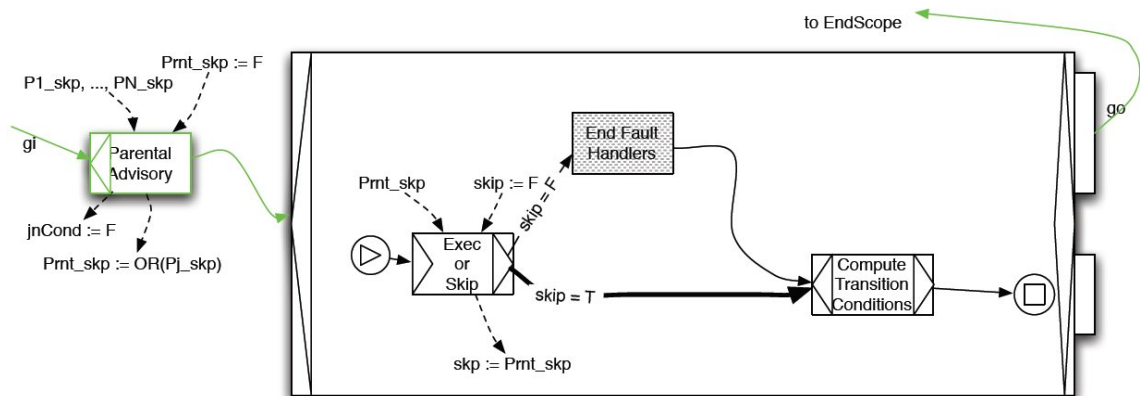 to EndScope
Prnt_skp := F
P1_skp, ..., PN_skp
go
gi
Parental
Advisory
End Fault
Handlers
Prnt_skp
skip := F
skip = F
jnCond := F
Prnt_skp := OR(Pj_skp)
Exec
or
Skip
skip = T
Compute
Transition
Conditions
skp := Prnt_skp